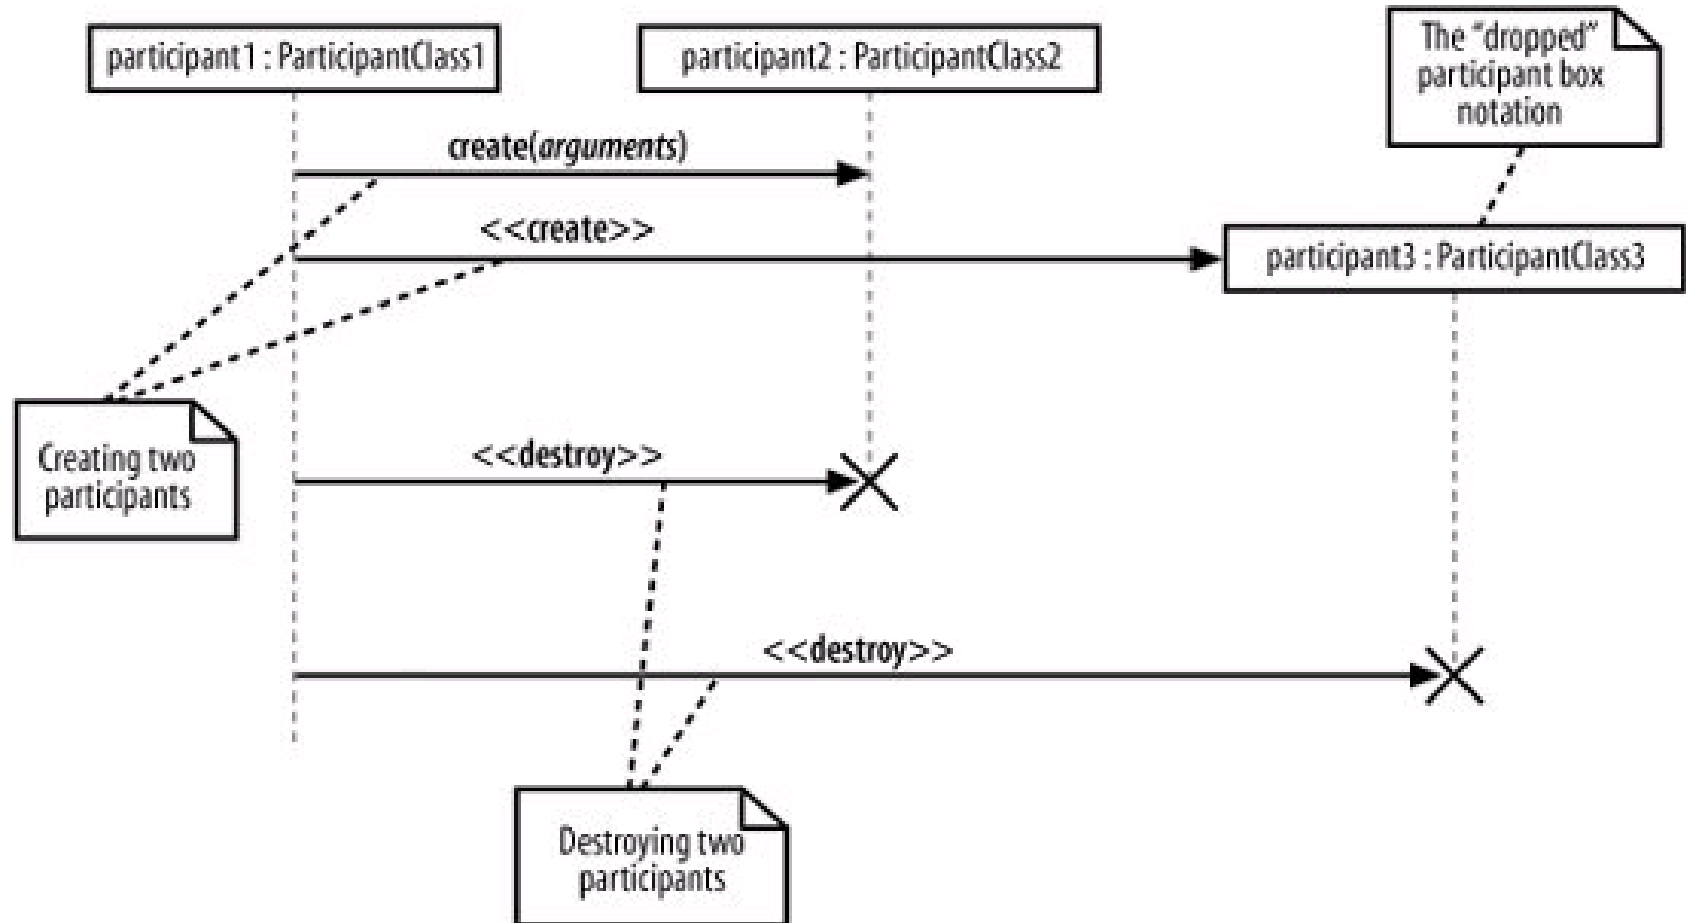 participant1 : ParticipantClass1
participant2 : ParticipantClass2
The “dropped”
participant box
notation
create(arguments)
<<create>>
participant3 : ParticipantClass3
Creating two
participants
<<destroy>>
<<destroy>>
Destroying two
participants